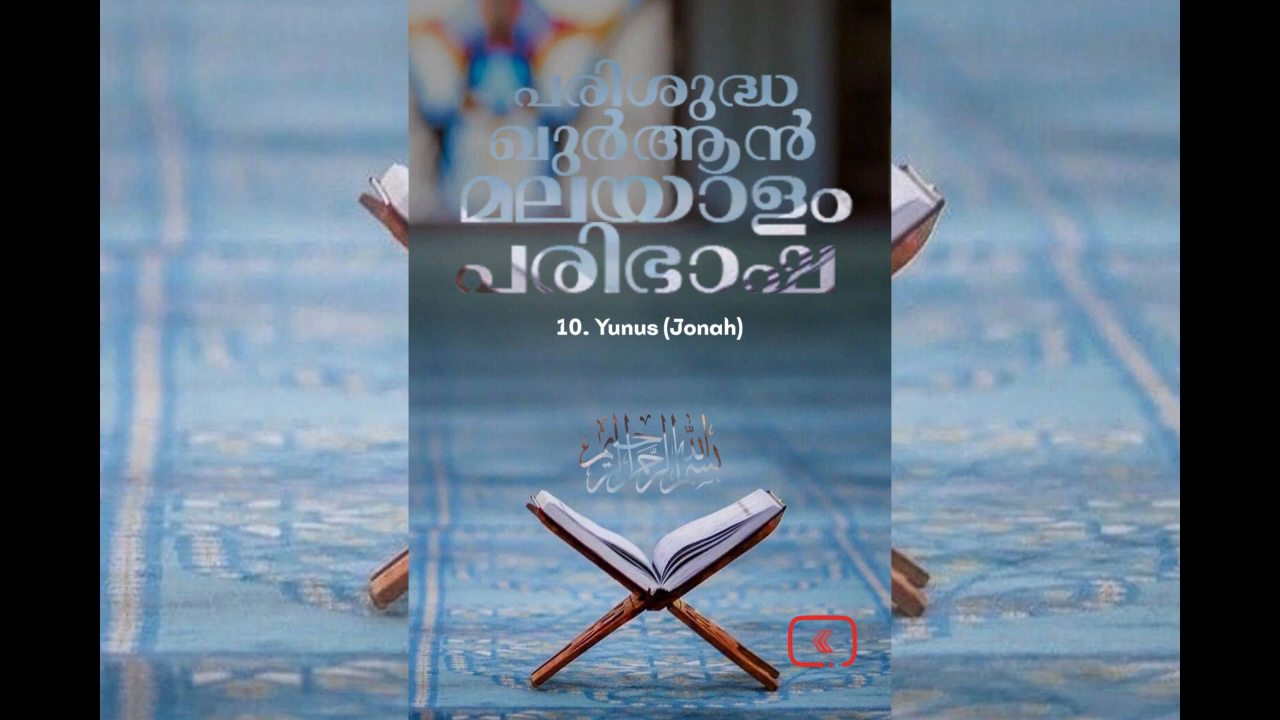 പരിശുദ്ധ
ഖുർആൻ
മലയാളം
പരിഭാഷ
10. Yunus (Jonah)
بسم الله الرحمن الرحيم